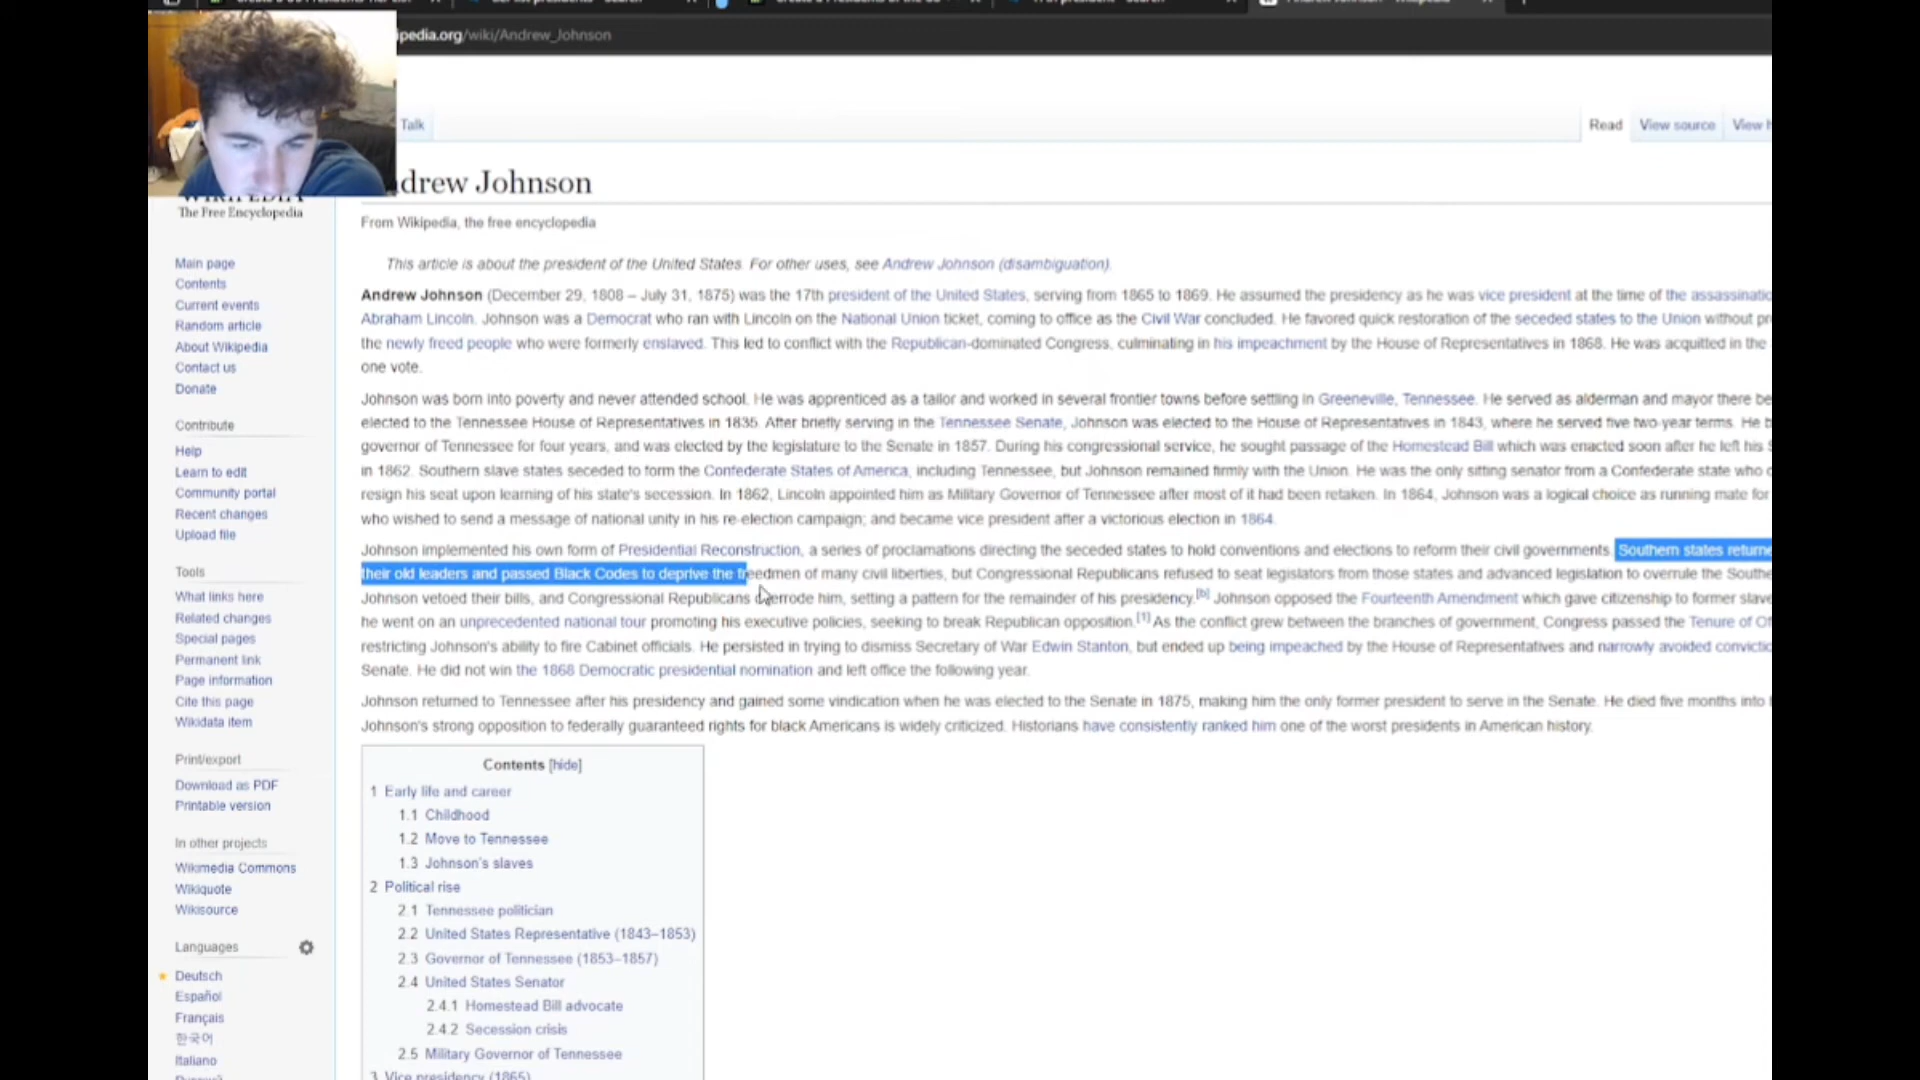 ipedia.org/wiki/Andrew_Johnson
Talk
Read
View source
View h
drew Johnson
The Free Encyclopedia
From Wikipedia, the free encyclopedia
This article is about the president of the United States. For other uses, see Andrew Johnson (disambiguation).
Andrew Johnson (December 29, 1808 – July 31, 1875) was the 17th president of the United States, serving from 1865 to 1869. He assumed the presidency as he was vice president at the time of the assassinatio
Abraham Lincoln. Johnson was a Democrat who ran with Lincoln on the National Union ticket, coming to office as the Civil War concluded. He favored quick restoration of the seceded states to the Union without pr
the newly freed people who were formerly enslaved. This led to conflict with the Republican-dominated Congress, culminating in his impeachment by the House of Representatives in 1868. He was acquitted in the
one vote.
Johnson was born into poverty and never attended school. He was apprenticed as a tailor and worked in several frontier towns before settling in Greeneville, Tennessee. He served as alderman and mayor there be
elected to the Tennessee House of Representatives in 1835. After briefly serving in the Tennessee Senate, Johnson was elected to the House of Representatives in 1843, where he served five two-year terms. He b
governor of Tennessee for four years, and was elected by the legislature to the Senate in 1857. During his congressional service, he sought passage of the Homestead Bill which was enacted soon after he left his S
in 1862. Southern slave states seceded to form the Confederate States of America, including Tennessee, but Johnson remained firmly with the Union. He was the only sitting senator from a Confederate state who d
resign his seat upon learning of his state's secession. In 1862, Lincoln appointed him as Military Governor of Tennessee after most of it had been retaken. In 1864, Johnson was a logical choice as running mate for
who wished to send a message of national unity in his re-election campaign; and became vice president after a victorious election in 1864.
Johnson implemented his own form of Presidential Reconstruction, a series of proclamations directing the seceded states to hold conventions and elections to reform their civil governments. Southern states returne
their old leaders and passed Black Codes to deprive the freedmen of many civil liberties, but Congressional Republicans refused to seat legislators from those states and advanced legislation to overrule the Southe
Johnson vetoed their bills, and Congressional Republicans overrode him, setting a pattern for the remainder of his presidency.[b] Johnson opposed the Fourteenth Amendment which gave citizenship to former slave
he went on an unprecedented national tour promoting his executive policies, seeking to break Republican opposition.[1] As the conflict grew between the branches of government, Congress passed the Tenure of Of
restricting Johnson's ability to fire Cabinet officials. He persisted in trying to dismiss Secretary of War Edwin Stanton, but ended up being impeached by the House of Representatives and narrowly avoided convictio
Senate. He did not win the 1868 Democratic presidential nomination and left office the following year.
Johnson returned to Tennessee after his presidency and gained some vindication when he was elected to the Senate in 1875, making him the only former president to serve in the Senate. He died five months into
Johnson's strong opposition to federally guaranteed rights for black Americans is widely criticized. Historians have consistently ranked him one of the worst presidents in American history.
Contents [hide]
1 Early life and career
1.1 Childhood
1.2 Move to Tennessee
1.3 Johnson's slaves
2 Political rise
2.1 Tennessee politician
2.2 United States Representative (1843–1853)
2.3 Governor of Tennessee (1853–1857)
2.4 United States Senator
2.4.1 Homestead Bill advocate
2.4.2 Secession crisis
2.5 Military Governor of Tennessee
3 Vice presidency (1865)
Main page
Contents
Current events
Random article
About Wikipedia
Contact us
Donate
Contribute
Help
Learn to edit
Community portal
Recent changes
Upload file
Tools
What links here
Related changes
Special pages
Permanent link
Page information
Cite this page
Wikidata item
Print/export
Download as PDF
Printable version
In other projects
Wikimedia Commons
Wikiquote
Wikisource
Languages
Deutsch
Español
Français
한국어
Italiano